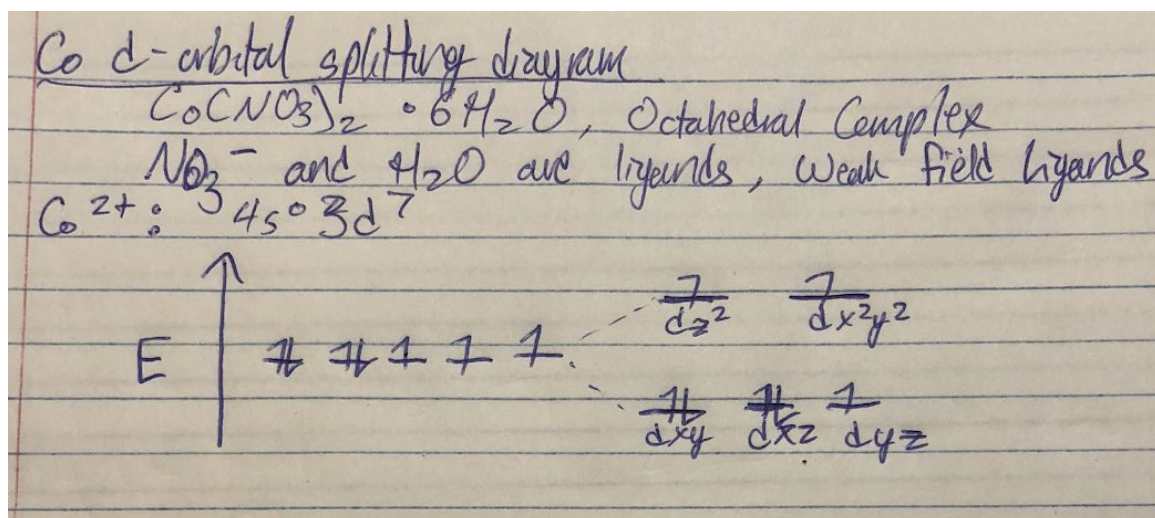 Co d-orbital splitting diagram
Co(NO3)2 • 6H2O, Octahedral Complex
NO3⁻ and H2O are ligands, weak field ligands
Co²⁺: 4s⁰ 3d⁷
dz² dx²y²
E
dxy dxz dyz